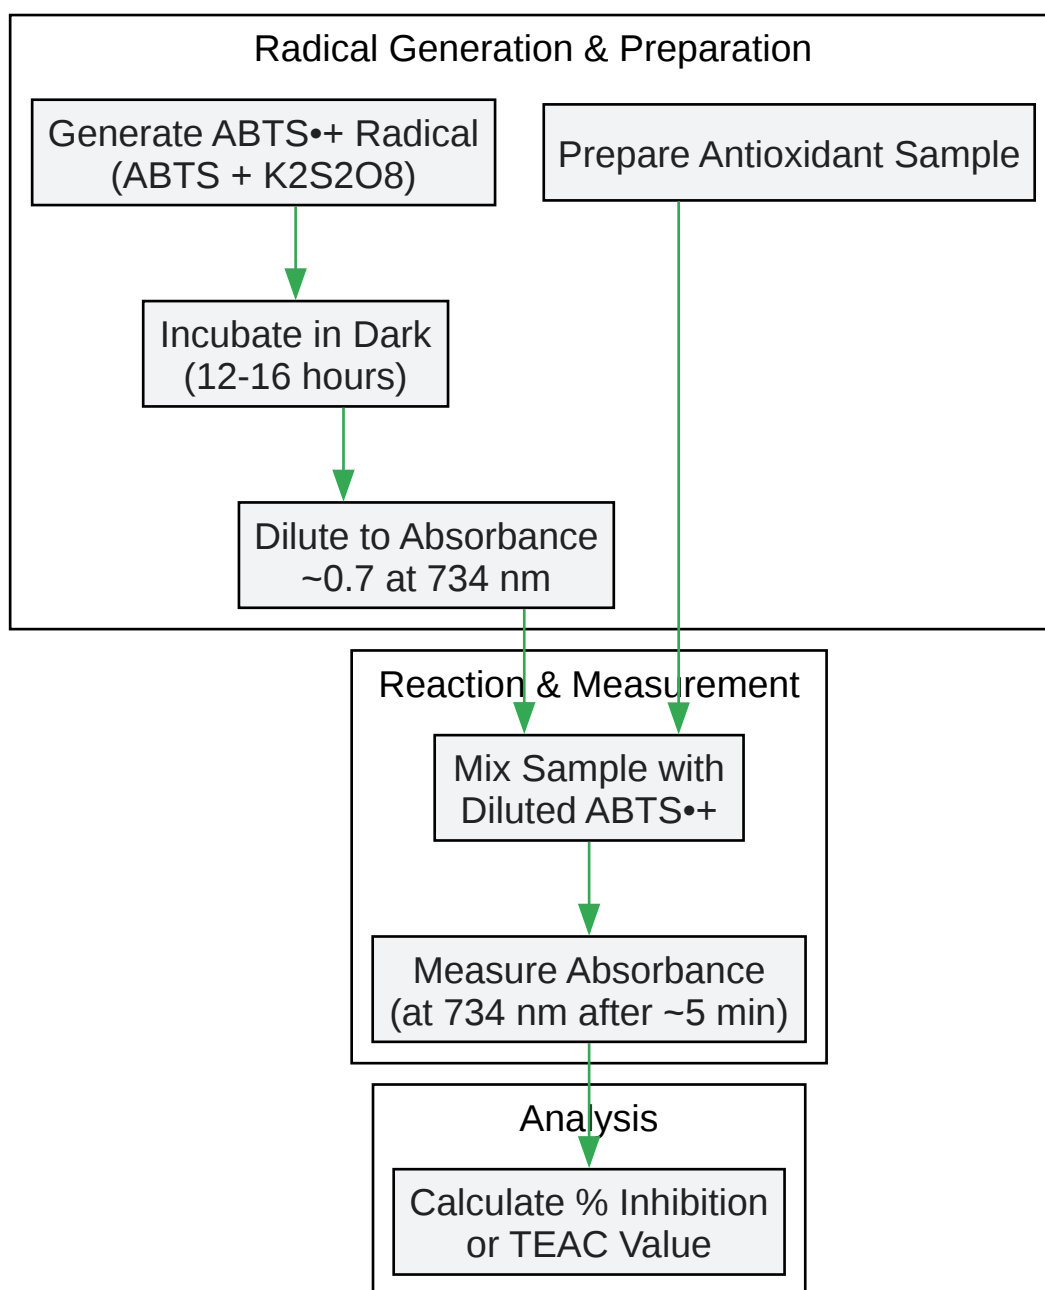 Radical Generation & Preparation
Generate ABTS•+ Radical
(ABTS + K2S2O8)
Prepare Antioxidant Sample
Incubate in Dark
(12-16 hours)
Dilute to Absorbance
~0.7 at 734 nm
Reaction & Measurement
Mix Sample with
Diluted ABTS•+
Measure Absorbance
(at 734 nm after ~5 min)
Analysis
Calculate % Inhibition
or TEAC Value